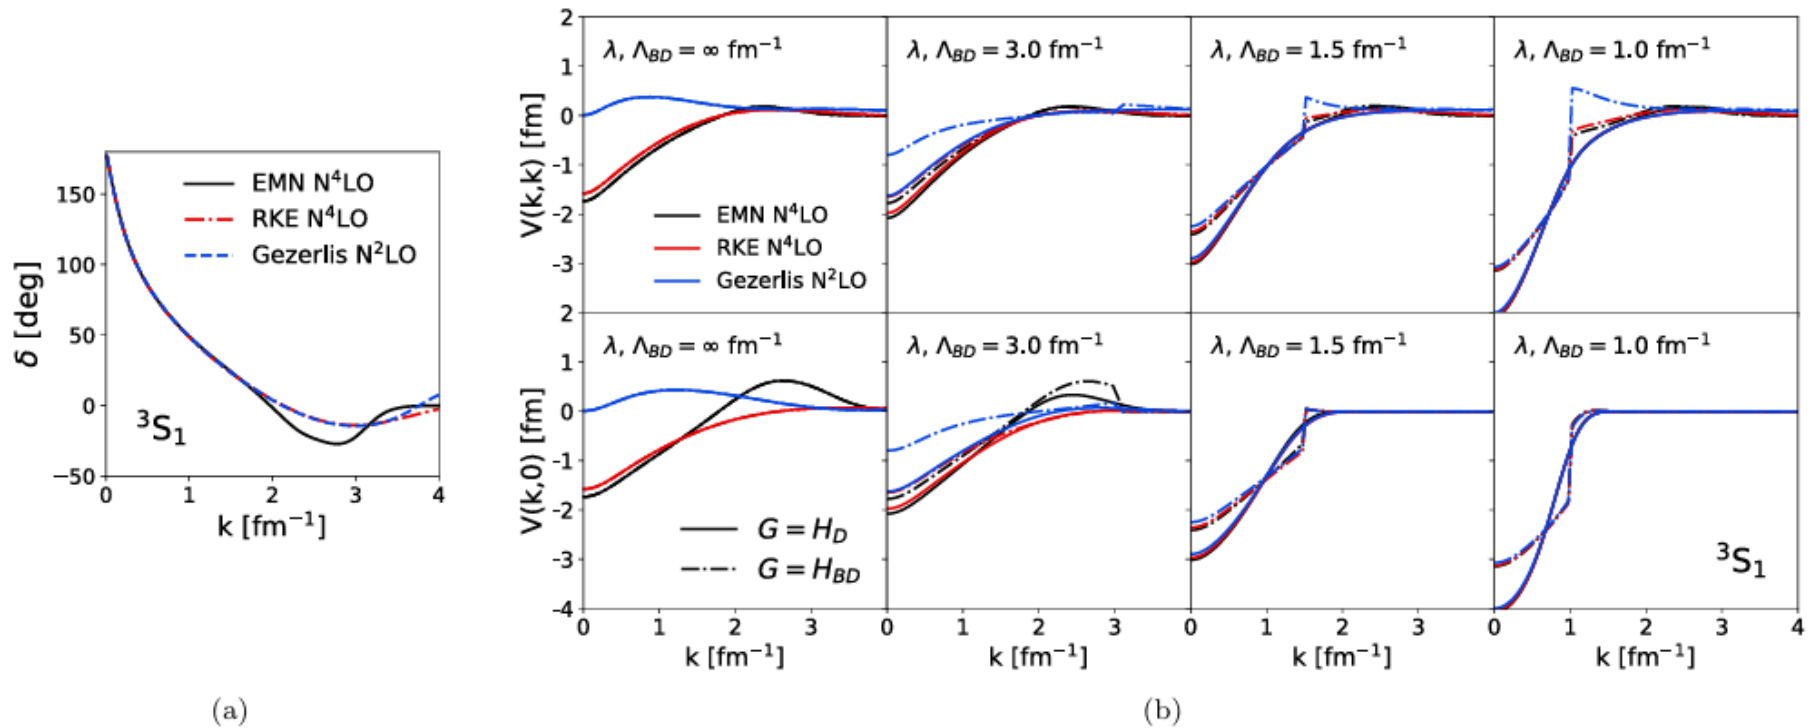 150
100
50
0
−50
δ [deg]
EMN N⁴LO
RKE N⁴LO
Gezerlis N²LO
³S₁
0 1 2 3 4
k [fm⁻¹]
(a)
2
1
0
-1
-2
-3
V(k,k) [fm]
λ, Λ_BD = ∞ fm⁻¹
EMN N⁴LO
RKE N⁴LO
Gezerlis N²LO
λ, Λ_BD = 3.0 fm⁻¹
λ, Λ_BD = 1.5 fm⁻¹
λ, Λ_BD = 1.0 fm⁻¹
2
1
0
-1
-2
-3
-4
V(k,0) [fm]
λ, Λ_BD = ∞ fm⁻¹
G = H_D
G = H_BD
λ, Λ_BD = 3.0 fm⁻¹
λ, Λ_BD = 1.5 fm⁻¹
λ, Λ_BD = 1.0 fm⁻¹
³S₁
0 1 2 3 0 1 2 3 0 1 2 3 0 1 2 3 4
k [fm⁻¹] k [fm⁻¹] k [fm⁻¹] k [fm⁻¹]
(b)